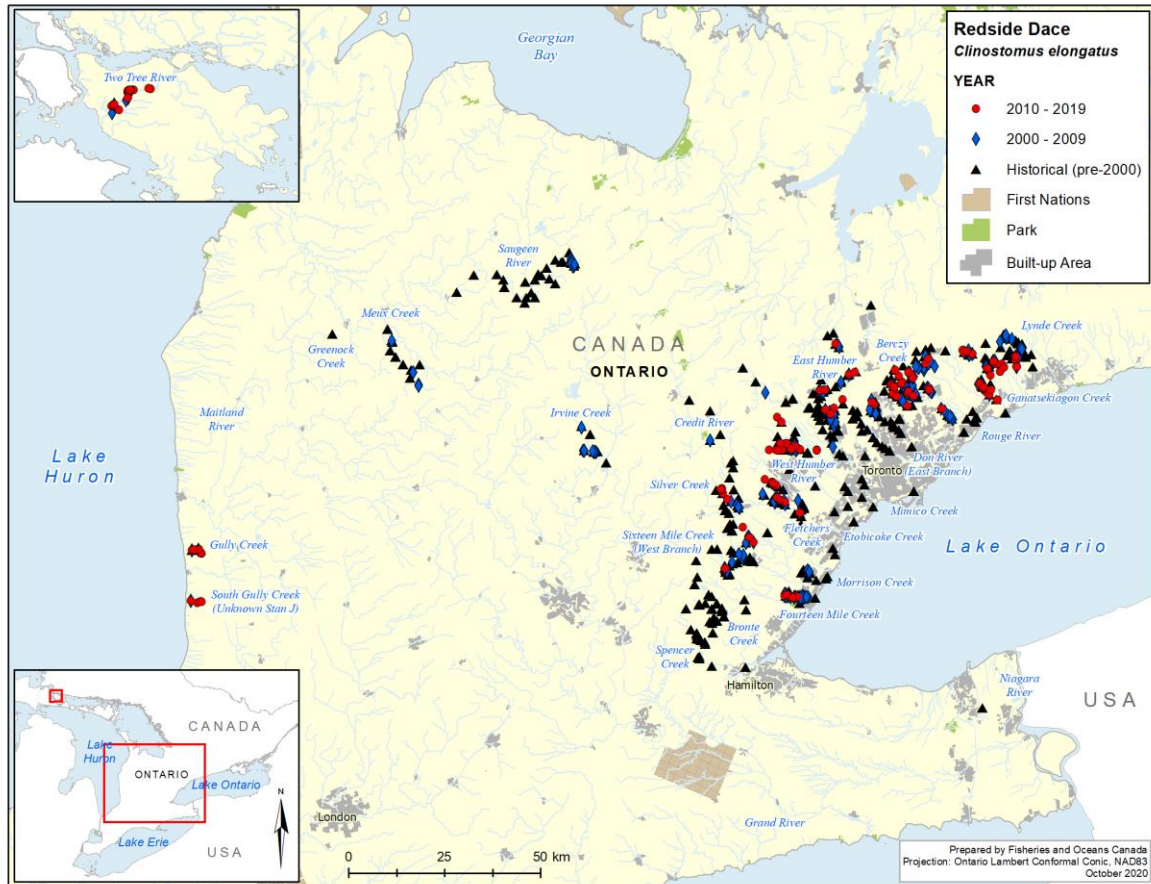 Redside Dace
Clinostomus elongatus
YEAR
2010 - 2019
2000 - 2009
Historical (pre-2000)
First Nations
Park
Built-up Area
Two Tree River
Georgian
Bay
Saugeen
River
Meux Creek
Greenock
Creek
CANADA
ONTARIO
East Humber
River
Berczy
Creek
Lynde Creek
Ganatsekiagon Creek
Maitland
River
Irvine Creek
Credit River
Rouge River
Lake
Huron
West Humber
River
Don River
(East Branch)
Toronto
Silver Creek
Mimico Creek
Fletchers
Creek
Etobicoke Creek
Sixteen Mile Creek
(West Branch)
Lake Ontario
Gully Creek
Morrison Creek
South Gully Creek
(Unknown Stan J)
Fourteen Mile Creek
Bronte
Creek
Spencer
Creek
Hamilton
Niagara
River
USA
CANADA
Lake
Huron
ONTARIO
Lake Ontario
Lake Erie
USA
N
London
Grand River
0 25 50 km
Prepared by Fisheries and Oceans Canada
Projection: Ontario Lambert Conformal Conic, NAD83
October 2020